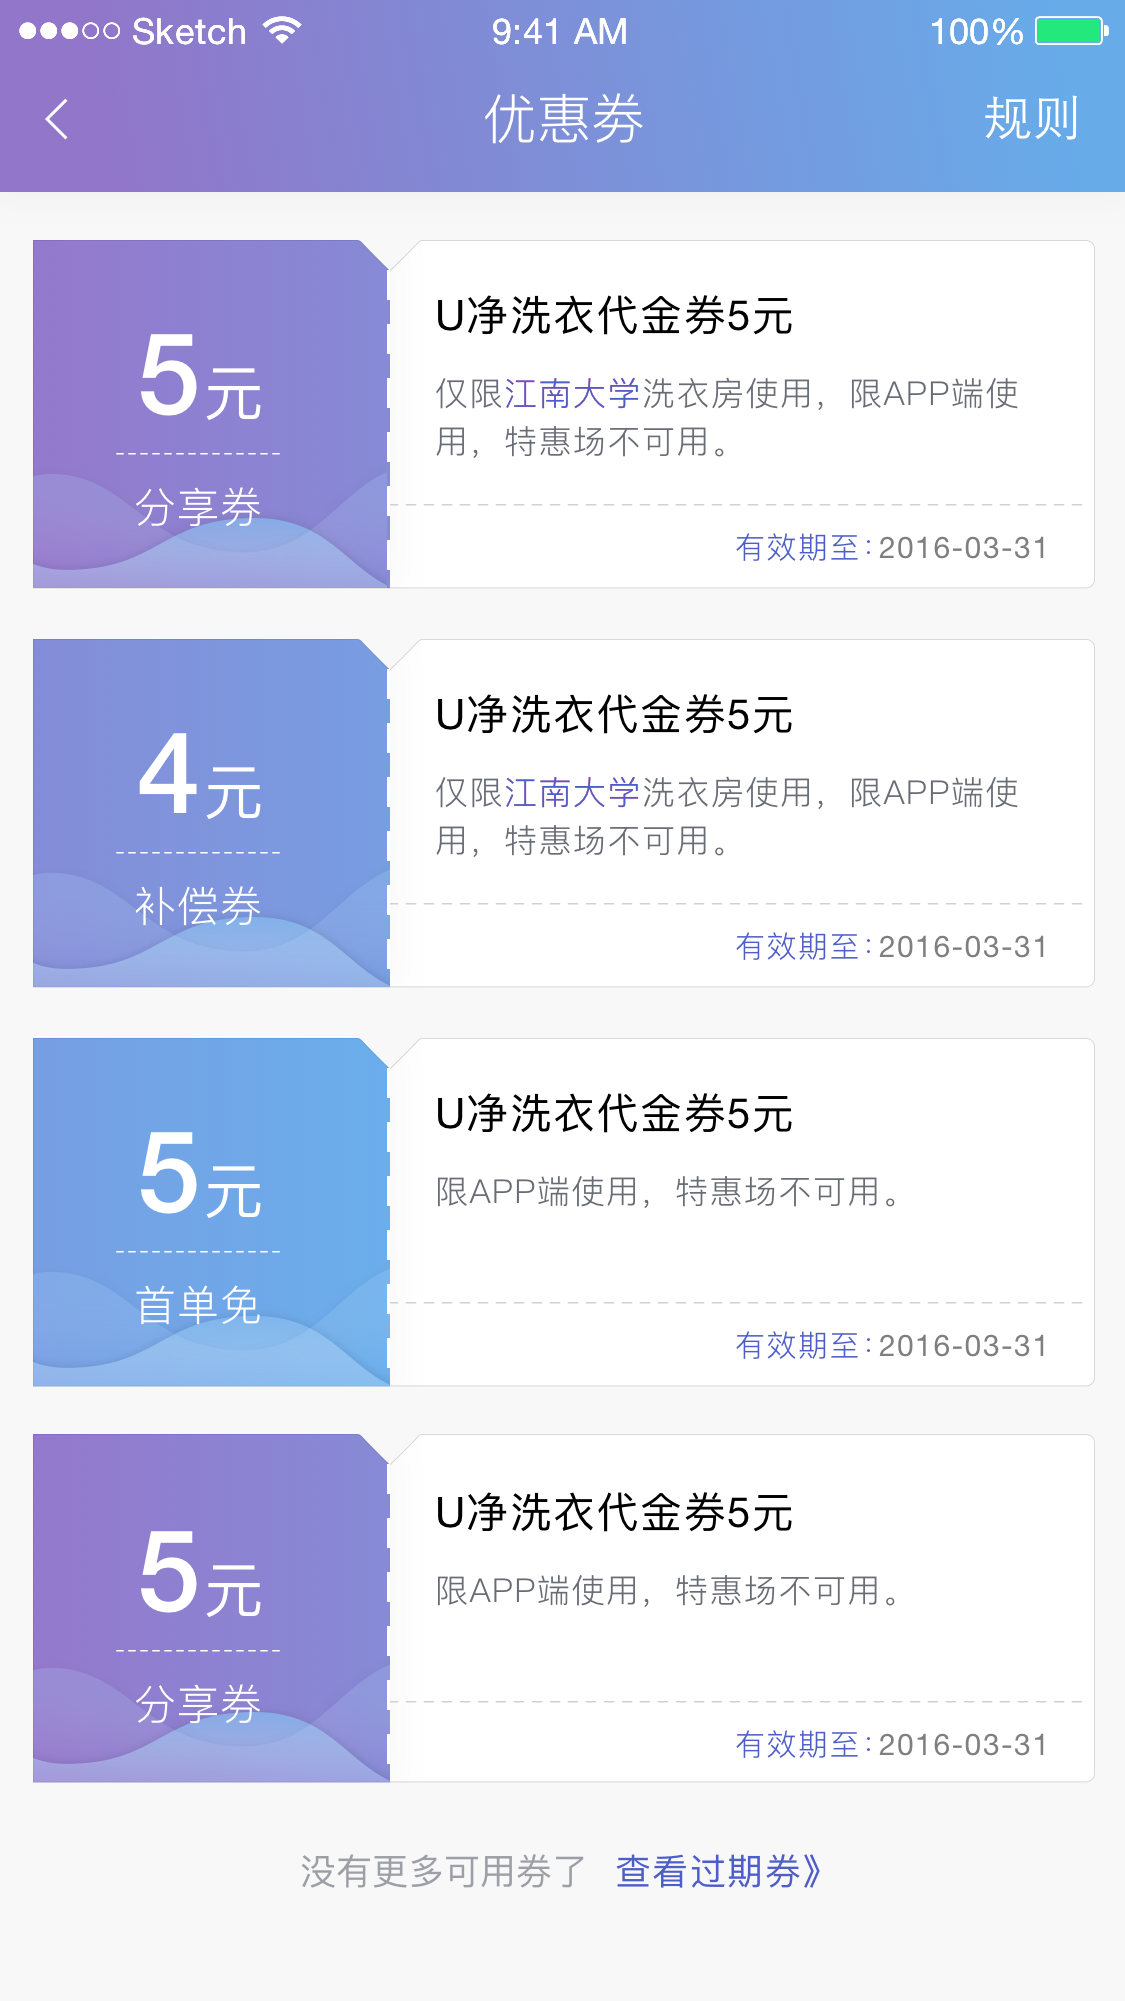 Sketch 9:41 AM 100%
优惠券 规则
U净洗衣代金券5元
5元
仅限江南大学洗衣房使用，限APP端使
用，特惠场不可用。
分享券
有效期至：2016-03-31
U净洗衣代金券5元
4元
仅限江南大学洗衣房使用，限APP端使
用，特惠场不可用。
补偿券
有效期至：2016-03-31
U净洗衣代金券5元
5元
限APP端使用，特惠场不可用。
首单免
有效期至：2016-03-31
U净洗衣代金券5元
5元
限APP端使用，特惠场不可用。
分享券
有效期至：2016-03-31
没有更多可用券了 查看过期券》